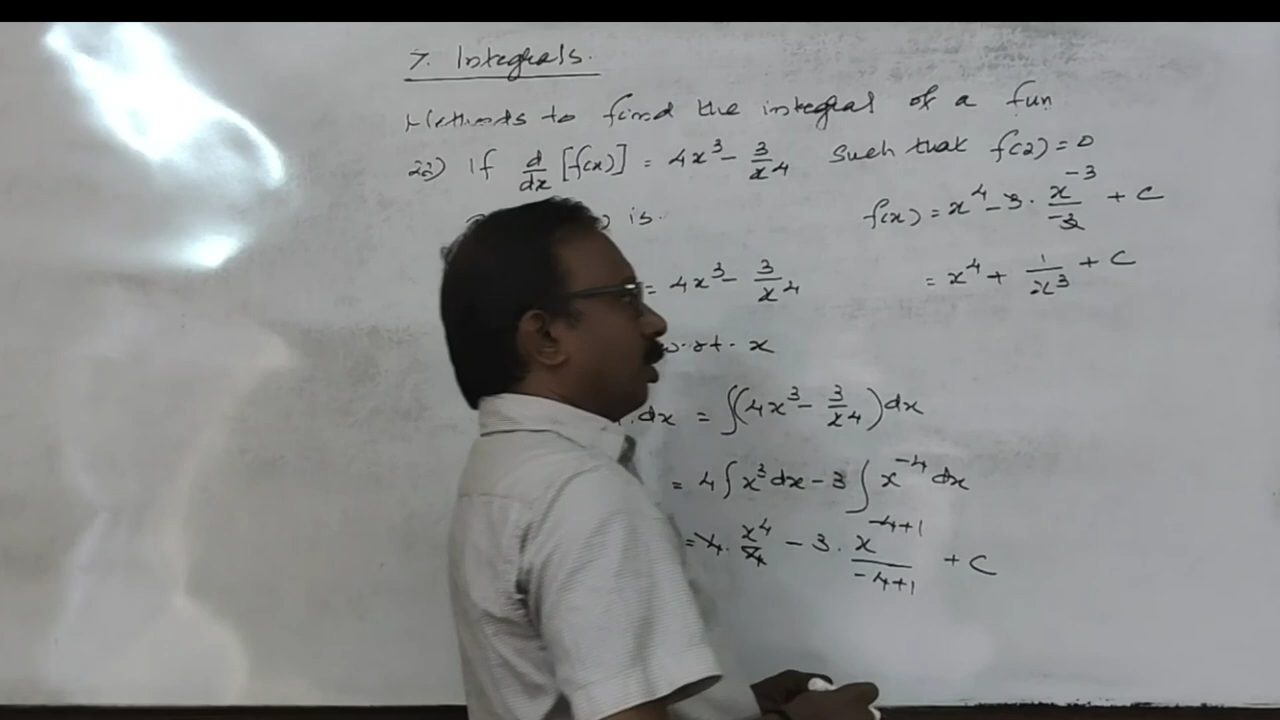 7. Integrals.
Methods to find the integral of a fun
22) If d/dx [f(x)] = 4x³ - 3/x⁴ such that f(2) = 0
) is.
= 4x³ - 3/x⁴
w.r.t. x
.dx = ∫(4x³ - 3/x⁴)dx
= 4∫x³dx - 3∫x⁻⁴dx
= 4. x⁴/4 - 3. x⁻⁴⁺¹/-4+1 + C
f(x) = x⁴ - 3. x⁻³/-3 + C
= x⁴ + 1/x³ + C